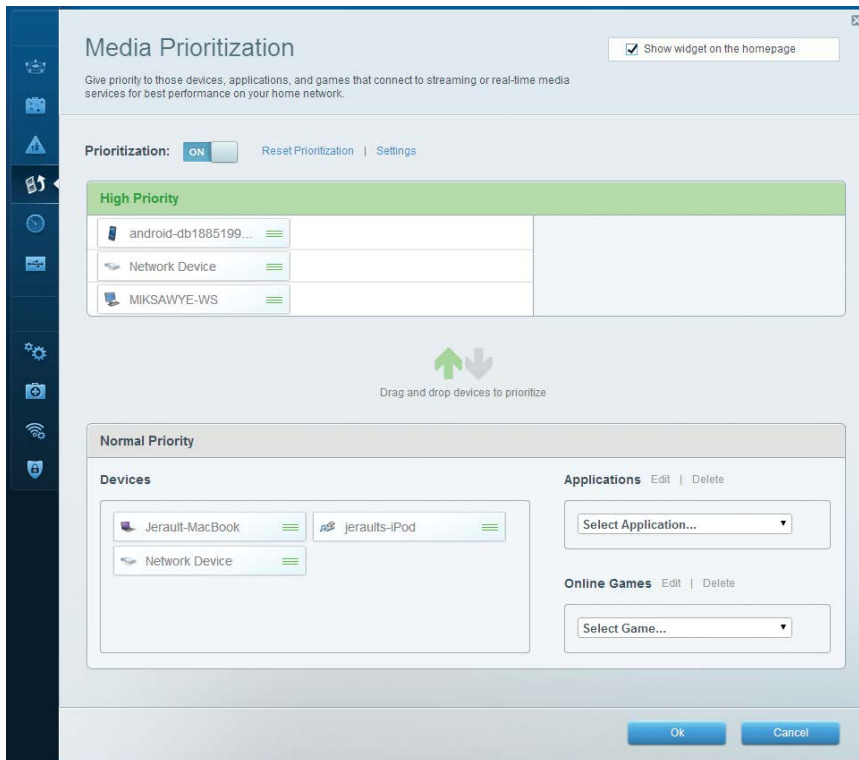 Media Prioritization
Show widget on the homepage
Give priority to those devices, applications, and games that connect to streaming or real-time media
services for best performance on your home network.
Prioritization: ON Reset Prioritization | Settings
High Priority
android-db1885199...
Network Device
MIKSAWYE-WS
Drag and drop devices to prioritize
Normal Priority
Devices
Jerault-MacBook
jeraults-iPod
Network Device
Applications Edit | Delete
Select Application...
Online Games Edit | Delete
Select Game...
Ok
Cancel